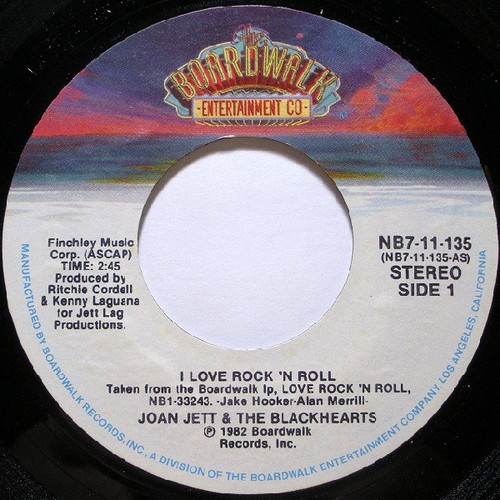 The
BOARDWALK
-ENTERTAINMENT CO-
Finchley Music
Corp. (ASCAP)
TIME: 2:45
Produced by
Ritchie Cordell
& Kenny Laguana
for Jett Lag
Productions.
NB7-11-135
(NB7-11-135-AS)
STEREO
SIDE 1
I LOVE ROCK 'N ROLL
Taken from the Boardwalk lp, LOVE ROCK 'N ROLL,
NB1-33243. -Jake Hooker-Alan Merrill-
JOAN JETT & THE BLACKHEARTS
℗ 1982 Boardwalk
Records, Inc.
MANUFACTURED BY BOARDWALK RECORDS, INC., A DIVISION OF THE BOARDWALK ENTERTAINMENT COMPANY, LOS ANGELES, CALIFORNIA